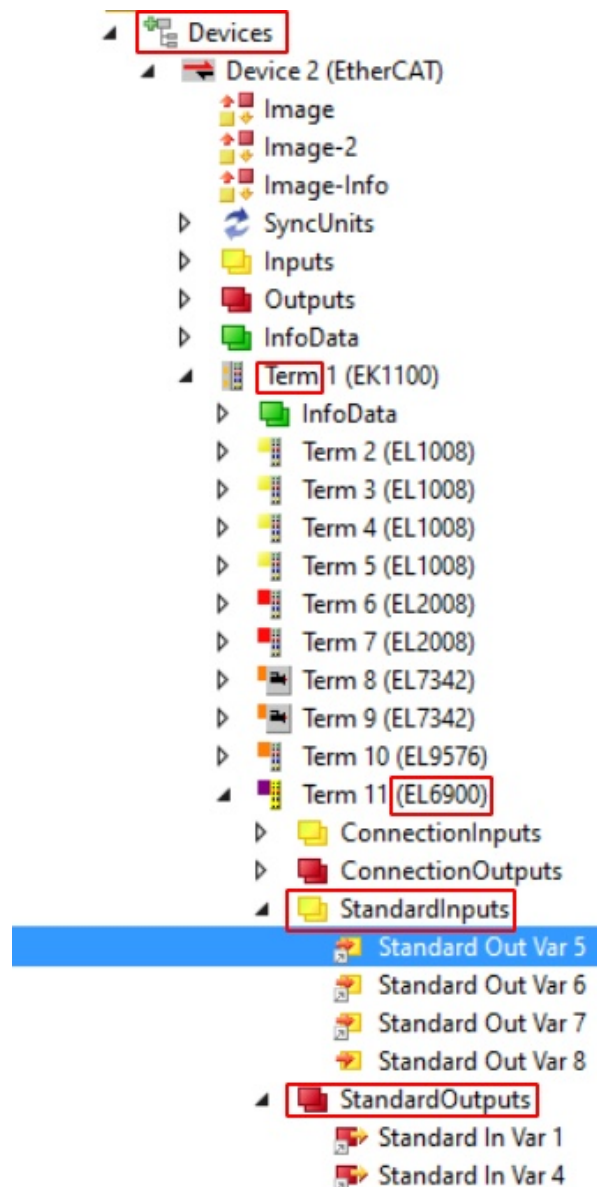 Devices
Device 2 (EtherCAT)
Image
Image-2
Image-Info
SyncUnits
Inputs
Outputs
InfoData
Term 1 (EK1100)
InfoData
Term 2 (EL1008)
Term 3 (EL1008)
Term 4 (EL1008)
Term 5 (EL1008)
Term 6 (EL2008)
Term 7 (EL2008)
Term 8 (EL7342)
Term 9 (EL7342)
Term 10 (EL9576)
Term 11 (EL6900)
ConnectionInputs
ConnectionOutputs
StandardInputs
Standard Out Var 5
Standard Out Var 6
Standard Out Var 7
Standard Out Var 8
StandardOutputs
Standard In Var 1
Standard In Var 4